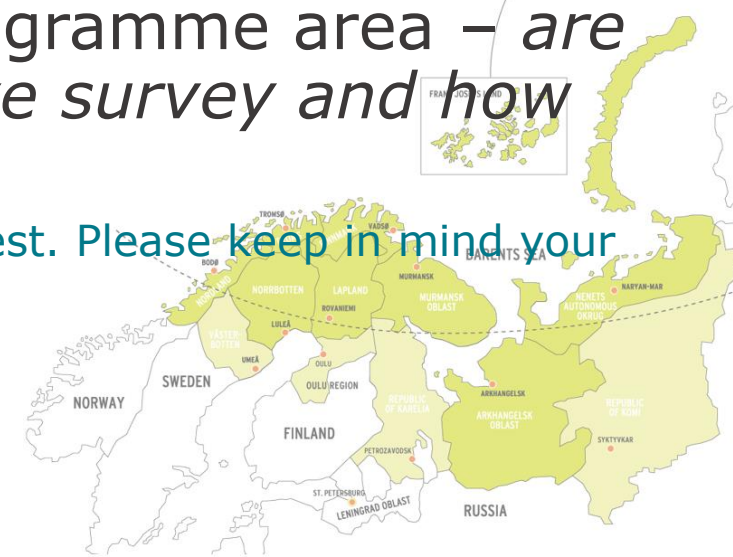 gramme area – are
e survey and how
FRANZ JOSEF'S LAND
est. Please keep in mind your
TROMSØ
VADSØ
BODØ
BARENTS SEA
MURMANSK
NARYAN-MAR
NORDLAND
NORRBOTTEN
LAPLAND
MURMANSK
OBLAST
NENETS
AUTONOMOUS
OKRUG
ROVANIEMI
LULEÅ
VÄSTER-
BOTTEN
UMEÅ
OULU
OULU REGION
SWEDEN
NORWAY
FINLAND
REPUBLIC
OF KARELIA
ARKHANGELSK
ARKHANGELSK
OBLAST
REPUBLIC
OF KOMI
SYKTYVKAR
PETROZAVODSK
ST. PETERSBURG
LENINGRAD OBLAST
RUSSIA